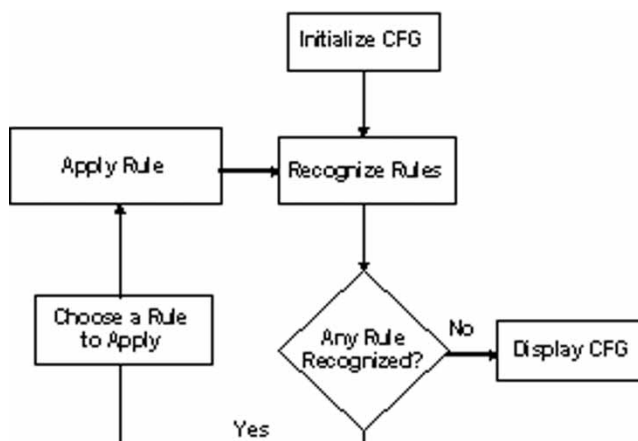 Initialize CFG
Apply Rule
Recognize Rules
Choose a Rule
to Apply
Any Rule
Recognized?
No
Display CFG
Yes